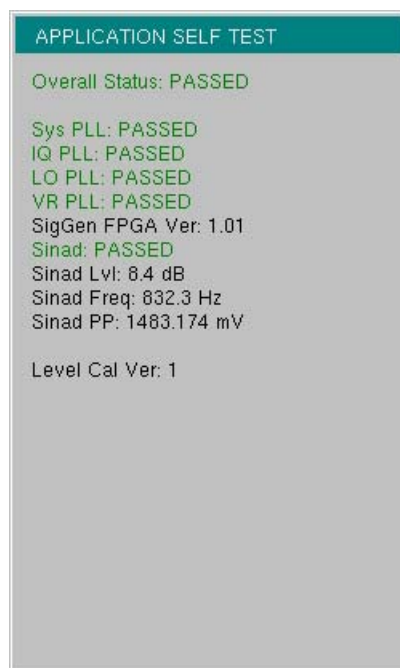 APPLICATION SELF TEST
Overall Status: PASSED
Sys PLL: PASSED
IQ PLL: PASSED
LO PLL: PASSED
VR PLL: PASSED
SigGen FPGA Ver: 1.01
Sinad: PASSED
Sinad Lvl: 8.4 dB
Sinad Freq: 832.3 Hz
Sinad PP: 1483.174 mV
Level Cal Ver: 1